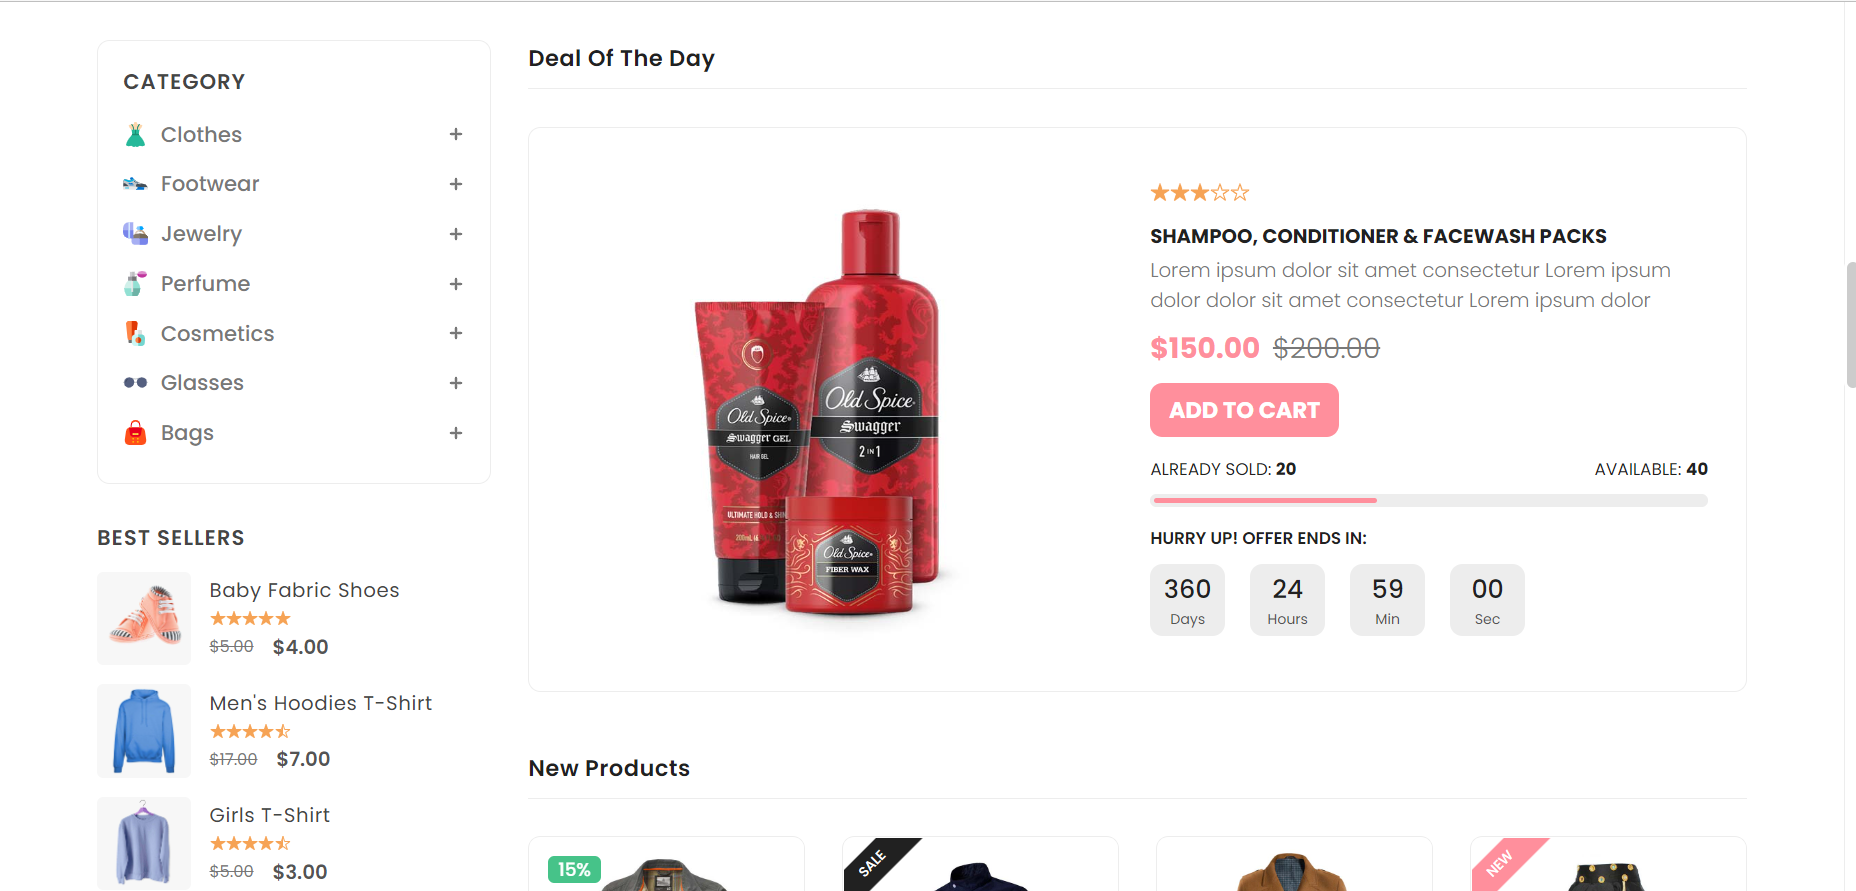 CATEGORY
Clothes +
Footwear +
Jewelry +
Perfume +
Cosmetics +
Glasses +
Bags +
BEST SELLERS
Baby Fabric Shoes
$5.00 $4.00
Men's Hoodies T-Shirt
$17.00 $7.00
Girls T-Shirt
$5.00 $3.00
Deal Of The Day
Old Spice
Swagger GEL
HAIR GEL
ULTIMATE HOLD & SHIN
Old Spice
Swagger
2 IN 1
Old Spice
FIBER WAX
SHAMPOO, CONDITIONER & FACEWASH PACKS
Lorem ipsum dolor sit amet consectetur Lorem ipsum
dolor dolor sit amet consectetur Lorem ipsum dolor
$150.00 $200.00
ADD TO CART
ALREADY SOLD: 20 AVAILABLE: 40
HURRY UP! OFFER ENDS IN:
360 24 59 00
Days Hours Min Sec
New Products
15%
SALE
NEW